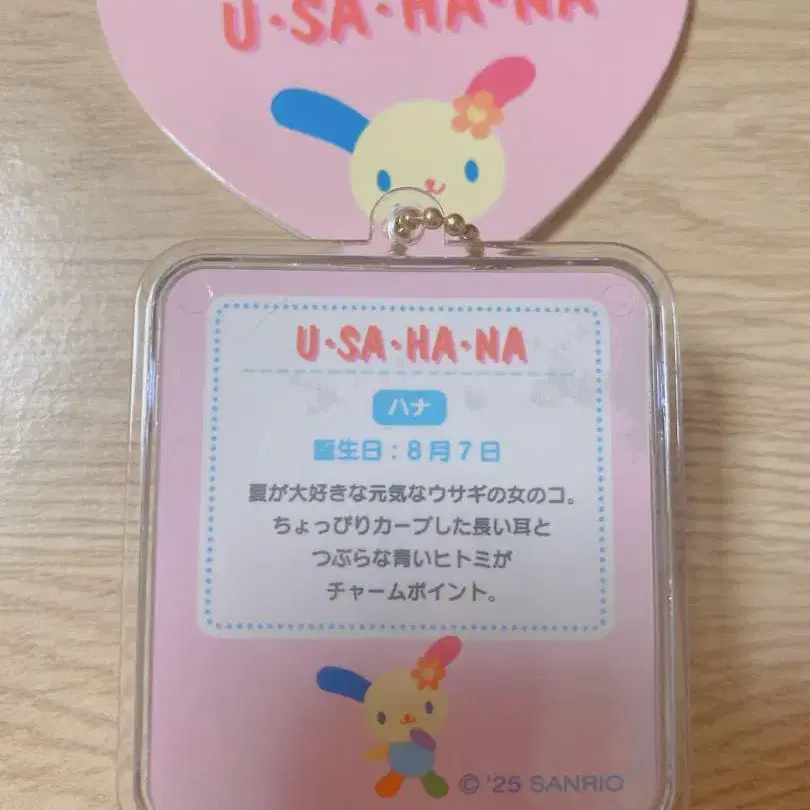 U・SA・HA・NA
U・SA・HA・NA
ハナ
誕生日：8月7日
夏が大好きな元気なウサギの女のコ。
ちょっぴりカーブした長い耳と
つぶらな青いヒトミが
チャームポイント。
© '25 SANRIO